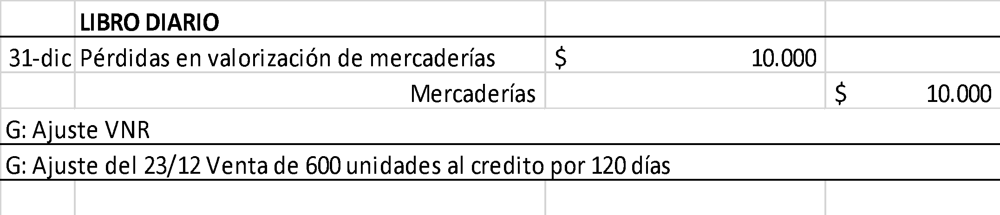 LIBRO DIARIO
31-dic Pérdidas en valorización de mercaderías $ 10.000
Mercaderías $ 10.000
G: Ajuste VNR
G: Ajuste del 23/12 Venta de 600 unidades al credito por 120 días